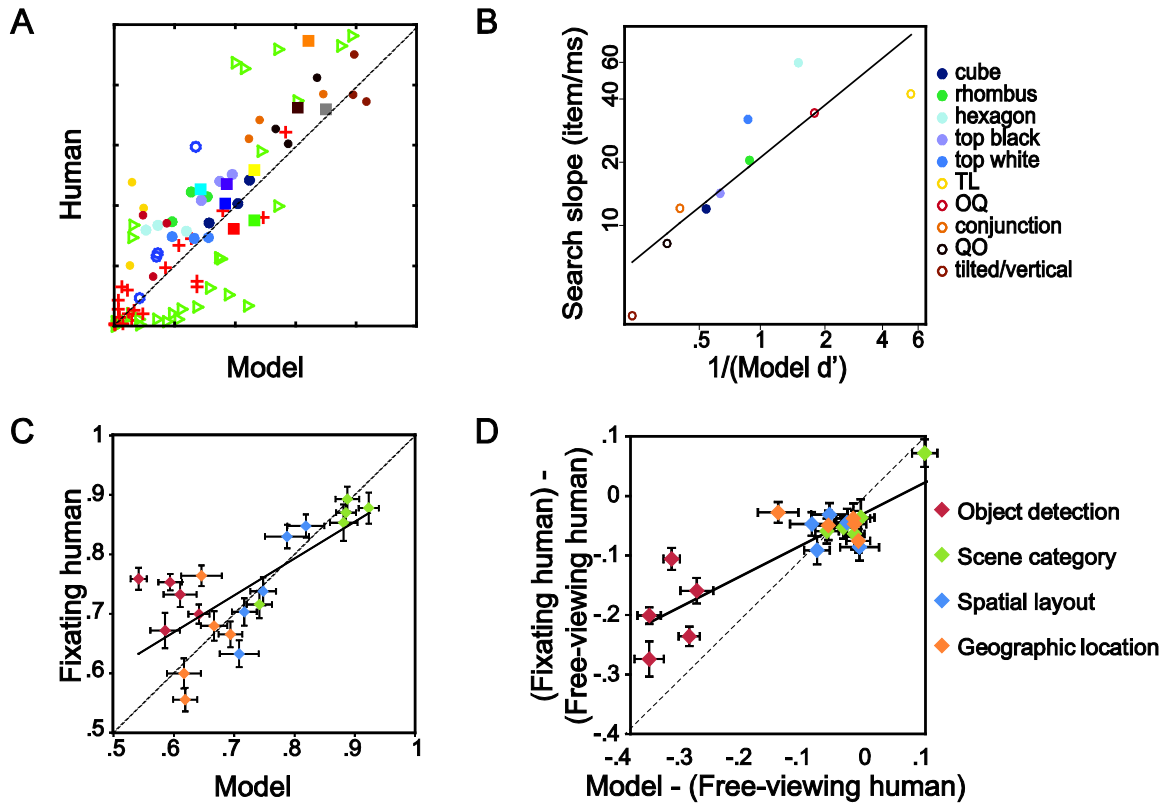 A
Human
Model
B
Search slope (item/ms)
60
40
20
10
.5
1
2
4
6
1/(Model d’)
cube
rhombus
hexagon
top black
top white
TL
OQ
conjunction
QO
tilted/vertical
C
Fixating human
1
.9
.8
.7
.6
.5
.5
.6
.7
.8
.9
1
Model
D
(Fixating human) -
(Free-viewing human)
.1
0
-.1
-.2
-.3
-.4
-.4
-.3
-.1
0
.1
Model - (Free-viewing human)
Object detection
Scene category
Spatial layout
Geographic location